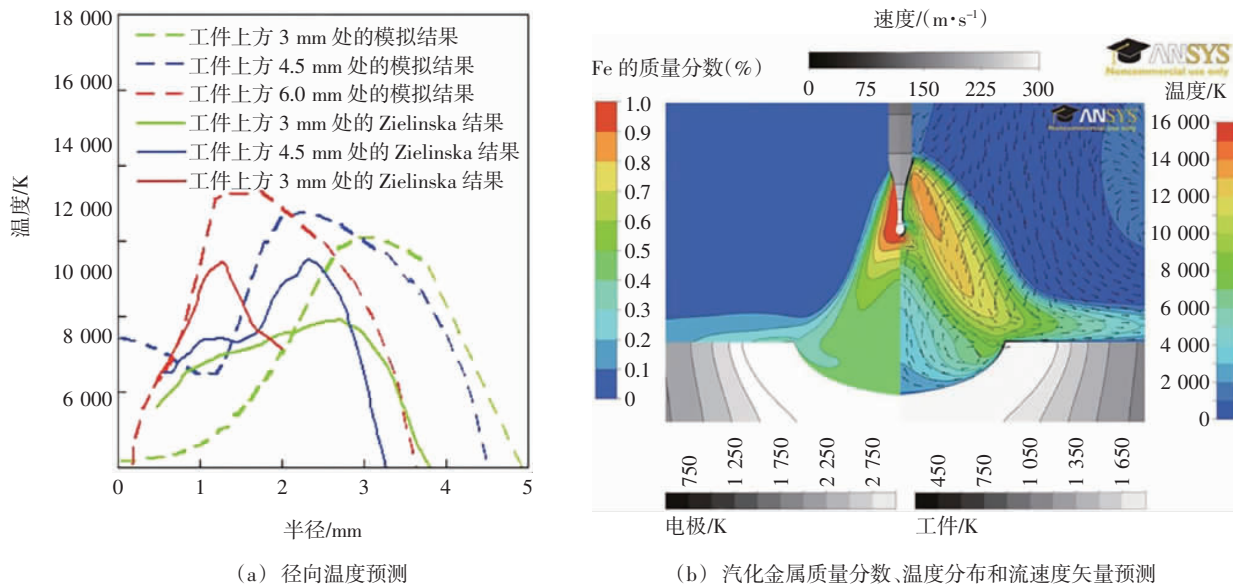 18 000
16 000
14 000
12 000
10 000
8 000
6 000
温度/K
工件上方 3 mm 处的模拟结果
工件上方 4.5 mm 处的模拟结果
工件上方 6.0 mm 处的模拟结果
工件上方 3 mm 处的 Zielinska 结果
工件上方 4.5 mm 处的 Zielinska 结果
工件上方 3 mm 处的 Zielinska 结果
0 1 2 3 4 5
半径/mm
(a) 径向温度预测
速度/(m·s⁻¹)
0 75 150 225 300
ANSYS
Noncommercial use only
Fe 的质量分数(%)
1.0
0.9
0.8
0.7
0.6
0.5
0.4
0.3
0.2
0.1
0
ANSYS
Noncommercial use only
温度/K
16 000
14 000
12 000
10 000
8 000
6 000
4 000
2 000
0
750 1 250 1 750 2 250 2 750
电极/K
450 750 1 050 1 350 1 650
工件/K
(b) 汽化金属质量分数、温度分布和流速度矢量预测